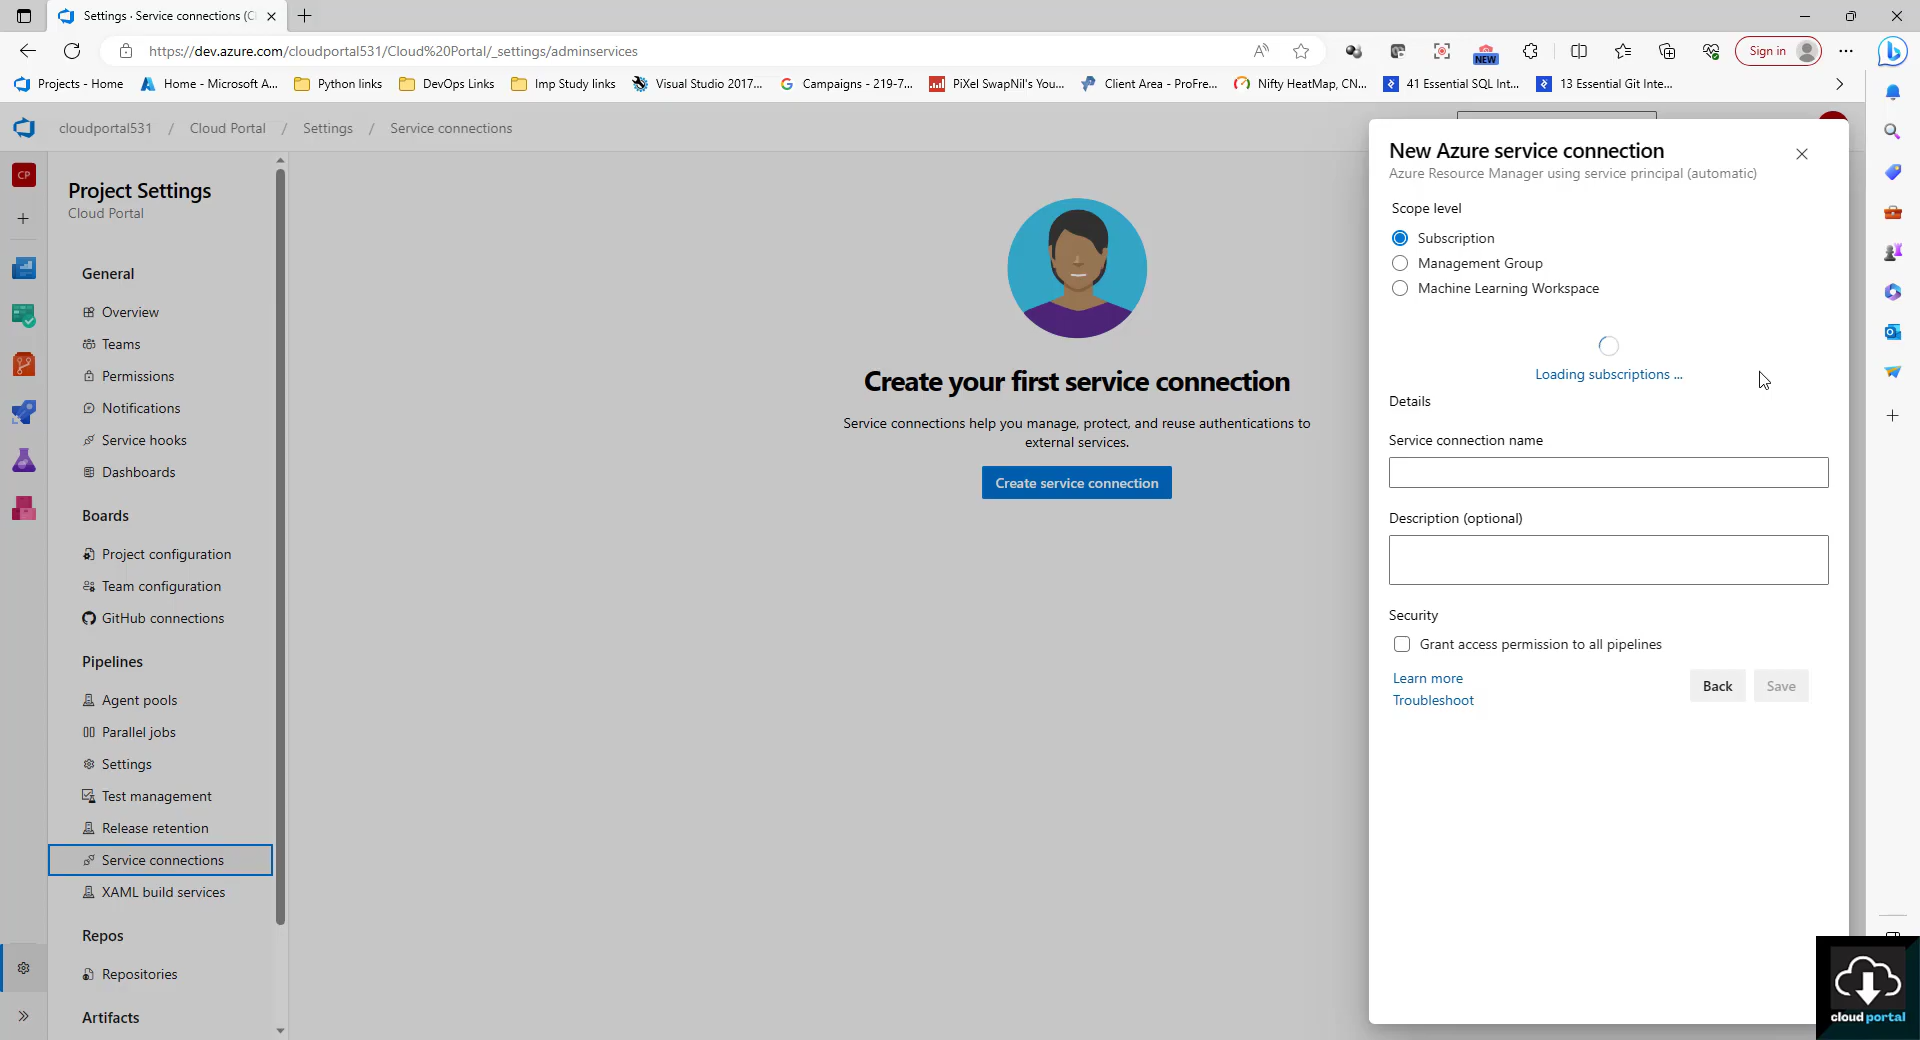 Settings · Service connections (C
https://dev.azure.com/cloudportal531/Cloud%20Portal/_settings/adminservices
A
NEW
Sign in
Projects - Home
Home - Microsoft A...
Python links
DevOps Links
Imp Study links
Visual Studio 2017...
Campaigns - 219-7...
PiXel SwapNil's You...
Client Area - ProFre...
Nifty HeatMap, CN...
41 Essential SQL Int...
13 Essential Git Inte...
cloudportal531 / Cloud Portal / Settings / Service connections
CP
Project Settings
Cloud Portal
General
Overview
Teams
Permissions
Notifications
Service hooks
Dashboards
Boards
Project configuration
Team configuration
GitHub connections
Pipelines
Agent pools
Parallel jobs
Settings
Test management
Release retention
Service connections
XAML build services
Repos
Repositories
Artifacts
Create your first service connection
Service connections help you manage, protect, and reuse authentications to
external services.
Create service connection
New Azure service connection
Azure Resource Manager using service principal (automatic)
Scope level
Subscription
Management Group
Machine Learning Workspace
Loading subscriptions ...
Details
Service connection name
Description (optional)
Security
Grant access permission to all pipelines
Learn more
Troubleshoot
Back
Save
cloud portal